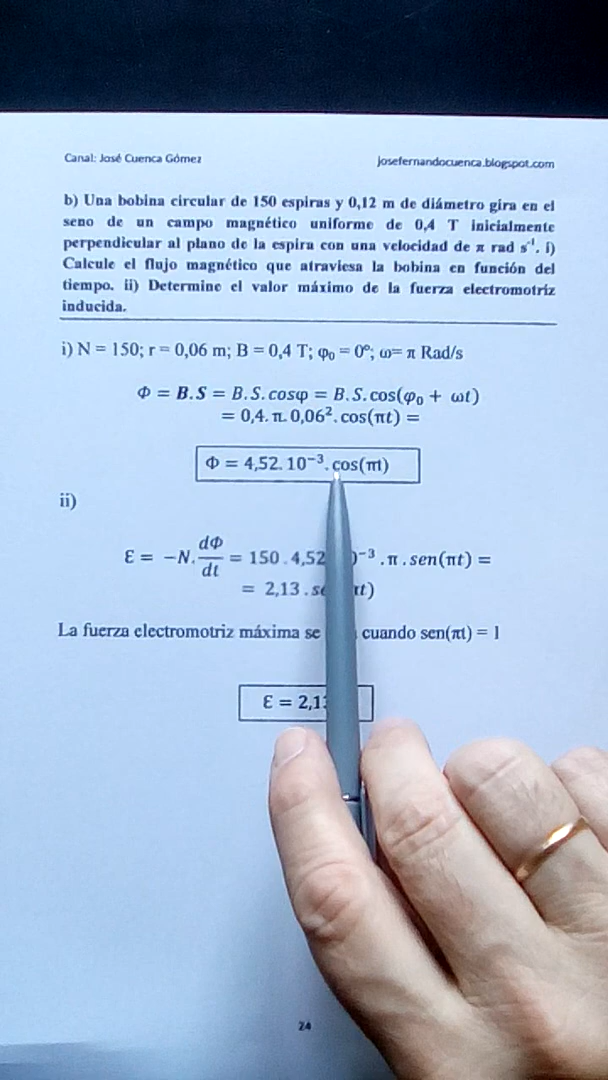 Canal: José Cuenca Gómez
josefernandocuenca.blogspot.com
b) Una bobina circular de 150 espiras y 0,12 m de diámetro gira en el
seno de un campo magnético uniforme de 0,4 T inicialmente
perpendicular al plano de la espira con una velocidad de π rad s⁻¹. i)
Calcule el flujo magnético que atraviesa la bobina en función del
tiempo. ii) Determine el valor máximo de la fuerza electromotriz
inducida.
i) N = 150; r = 0,06 m; B = 0,4 T; φ₀ = 0º; ω= π Rad/s
Φ = B.S = B.S.cosφ = B.S.cos(φ₀ + ωt)
= 0,4.π.0,06².cos(πt) =
Φ = 4,52.10⁻³.cos(πt)
ii)
Ɛ = −N.dΦ/dt = 150.4,52 ⁻³.π.sen(πt) =
= 2,13.
La fuerza electromotriz máxima se cuando sen(πt) = 1
Ɛ = 2,1
24